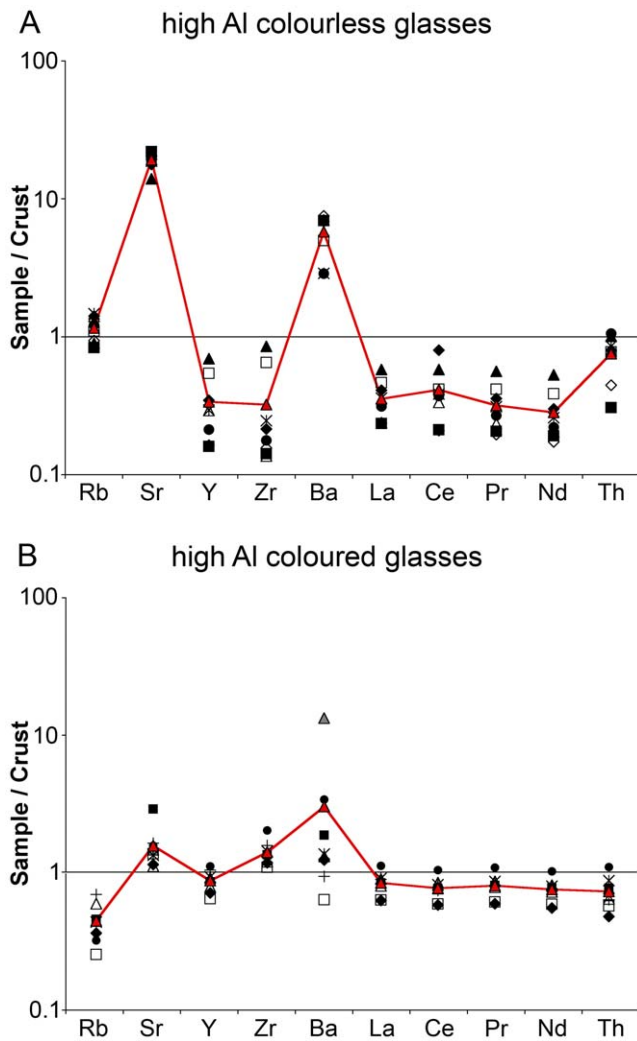 A high Al colourless glasses
100
10
1
0.1
Sample / Crust
Rb Sr Y Zr Ba La Ce Pr Nd Th
B high Al coloured glasses
100
10
1
0.1
Sample / Crust
Rb Sr Y Zr Ba La Ce Pr Nd Th